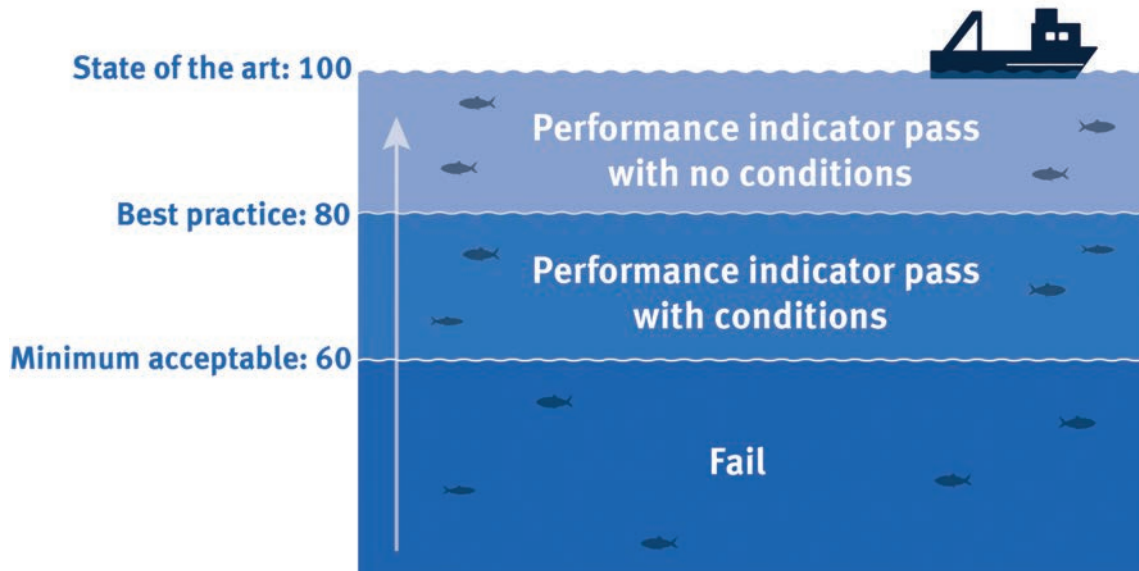 State of the art: 100
Performance indicator pass
with no conditions
Best practice: 80
Performance indicator pass
with conditions
Minimum acceptable: 60
Fail